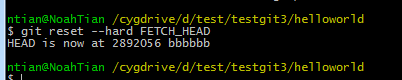 ntian@NoahTian /cygdrive/d/test/testgit3/helloworld
$ git reset --hard FETCH_HEAD
HEAD is now at 2892056 bbbbbb
ntian@NoahTian /cygdrive/d/test/testgit3/helloworld
$